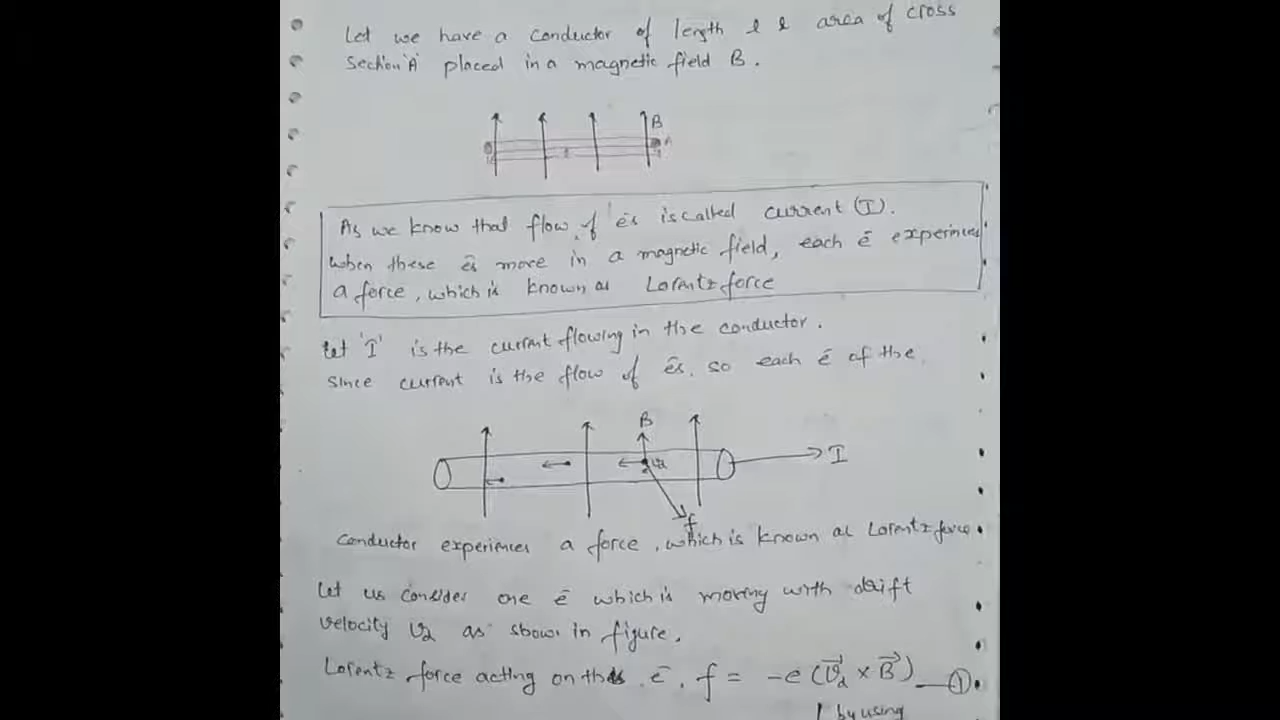 Let we have a conductor of length l & area of cross
section 'A' placed in a magnetic field B.
B
A
l
As we know that flow of ēs is called current (I).
when these ēs move in a magnetic field, each ē experinces
a force, which is known as Lorentz force
Let 'I' is the current flowing in the conductor.
since current is the flow of ēs, so each ē of the
B
I
f
conductor experiences a force, which is known as Lorentz force.
Let us consider one ē which is moving with drift
velocity vd as show. in figure.
Lorentz force acting on this ē, f = -e (v⃗d × B⃗) — ①
by using